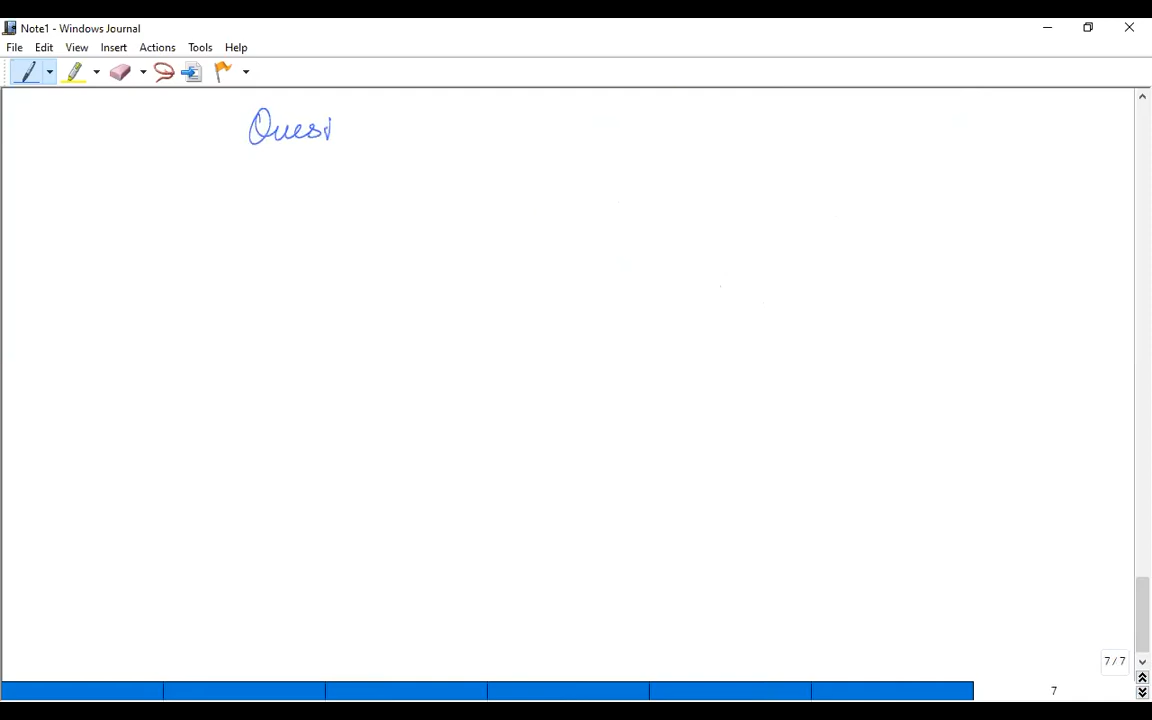 Note1 - Windows Journal
File Edit View Insert Actions Tools Help
Quest
7 / 7
7